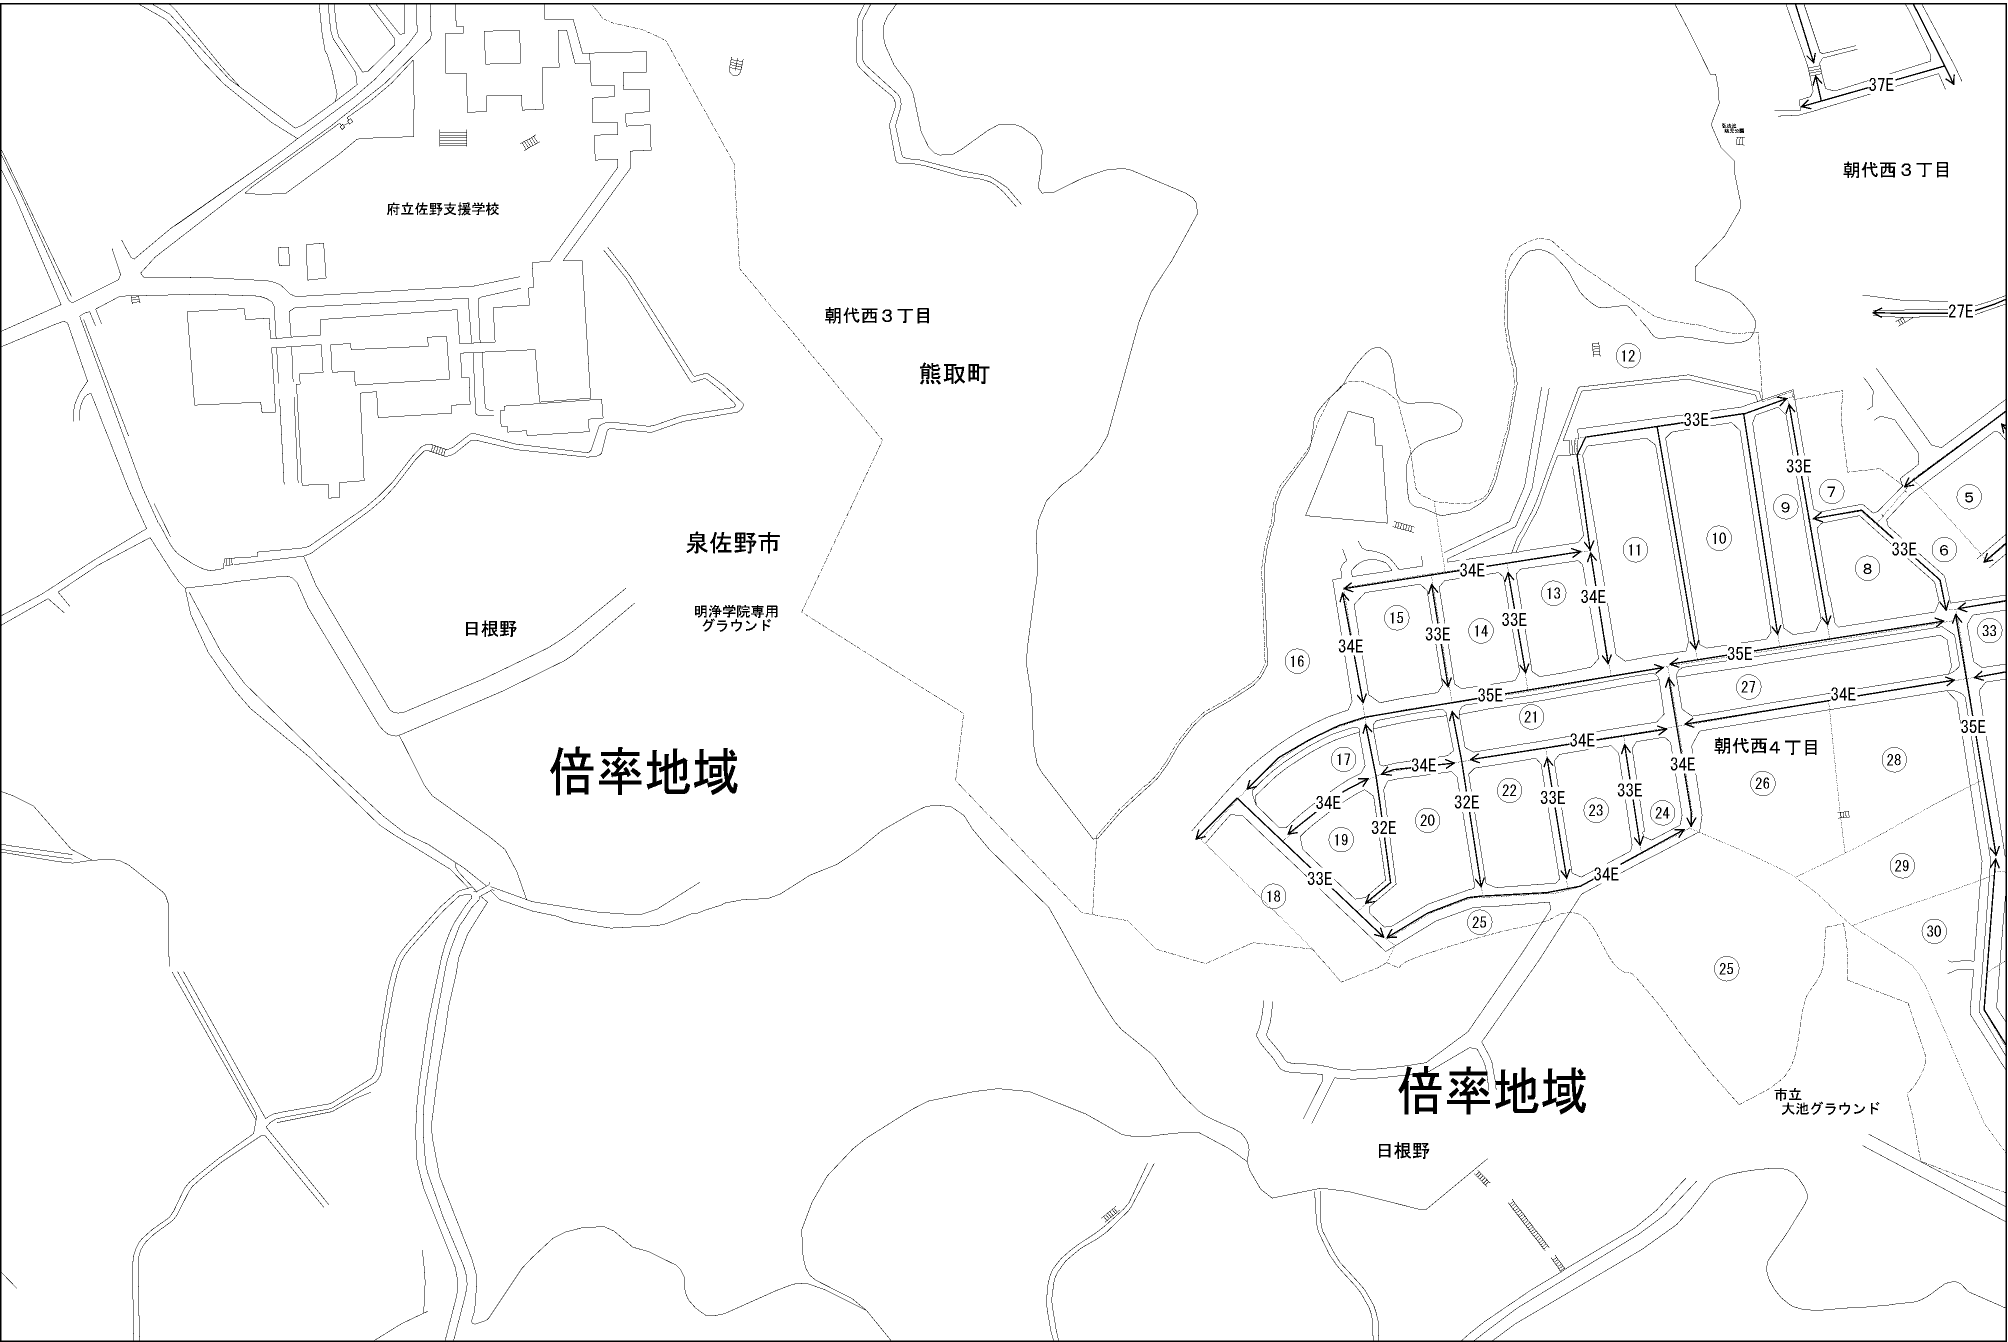 37E
朝代西３丁目
府立佐野支援学校
27E
朝代西３丁目
熊取町
12
33E
33E
7
5
9
10
11
33E
6
8
泉佐野市
34E
34E
13
15
14
33E
33E
33
明浄学院専用
グラウンド
日根野
34E
16
35E
35E
27
34E
21
35E
34E
朝代西４丁目
17
34E
34E
28
26
倍率地域
22
33E
33E
34E
32E
23
24
20
32E
19
29
34E
33E
18
25
30
25
倍率地域
市立
大池グラウンド
日根野